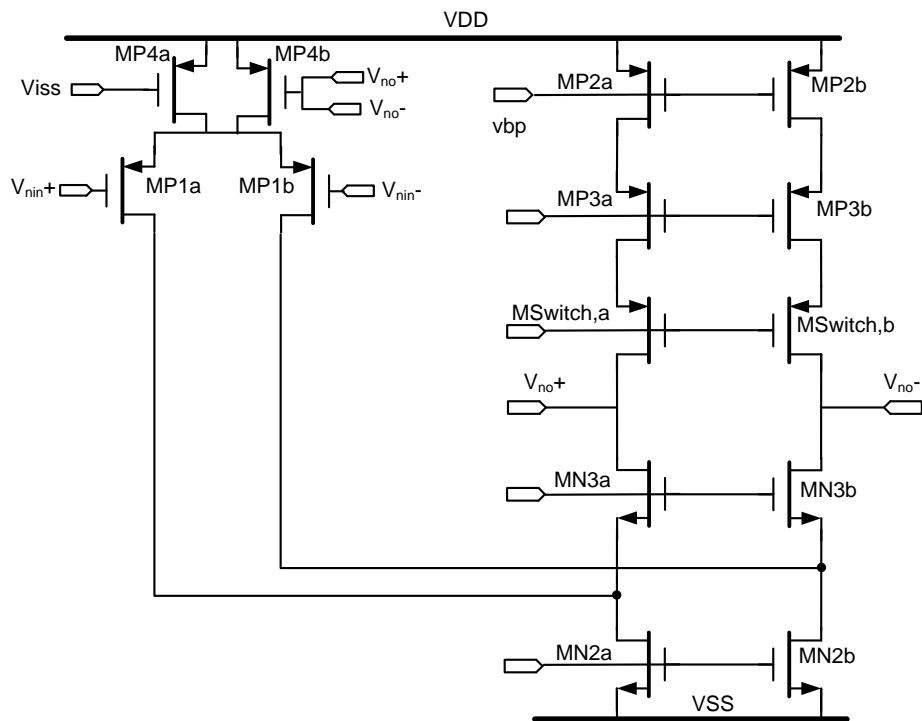 VDD
MP4a
MP4b
Viss
Vno+
Vno-
MP2a
MP2b
vbp
Vnin+
MP1a
MP1b
Vnin-
MP3a
MP3b
MSwitch,a
MSwitch,b
Vno+
Vno-
MN3a
MN3b
MN2a
MN2b
VSS